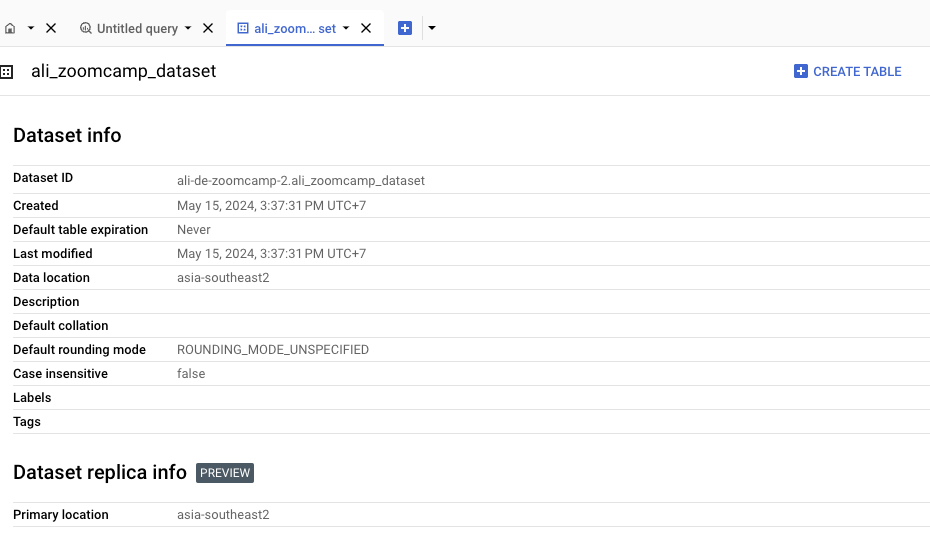 Untitled query
ali_zoom... set
ali_zoomcamp_dataset
CREATE TABLE
Dataset info
Dataset ID ali-de-zoomcamp-2.ali_zoomcamp_dataset
Created May 15, 2024, 3:37:31 PM UTC+7
Default table expiration Never
Last modified May 15, 2024, 3:37:31 PM UTC+7
Data location asia-southeast2
Description
Default collation
Default rounding mode ROUNDING_MODE_UNSPECIFIED
Case insensitive false
Labels
Tags
Dataset replica info PREVIEW
Primary location asia-southeast2